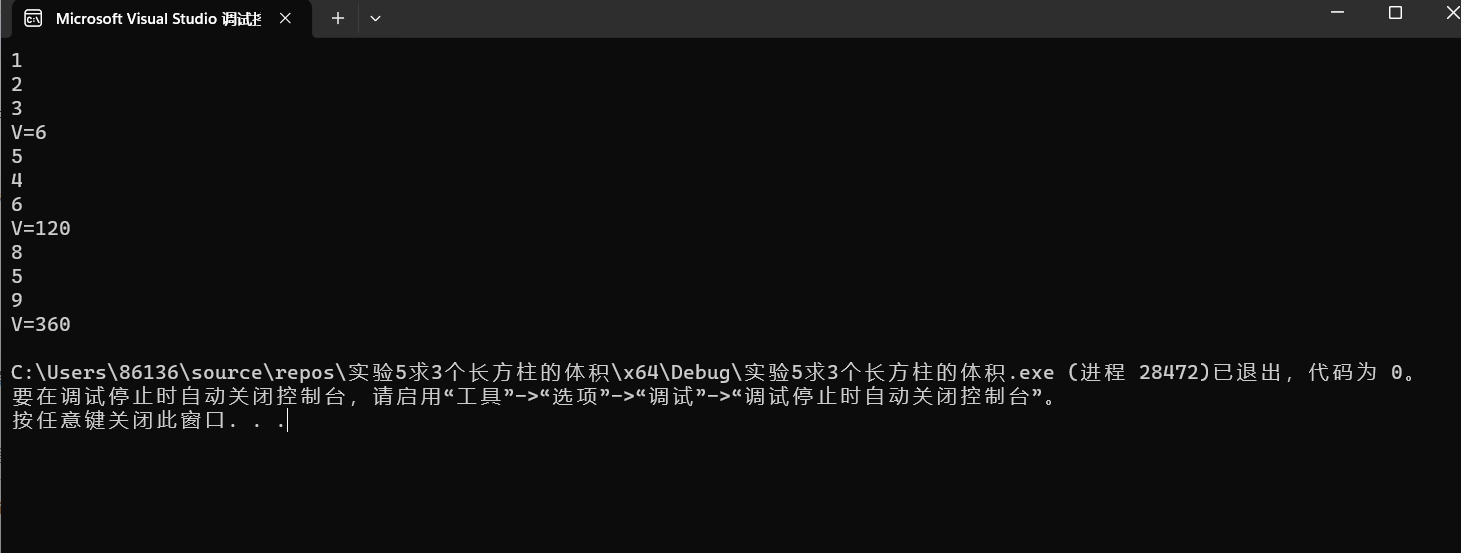 Microsoft Visual Studio 调试控
1
2
3
V=6
5
4
6
V=120
8
5
9
V=360
C:\Users\86136\source\repos\实验5求3个长方柱的体积\x64\Debug\实验5求3个长方柱的体积.exe (进程 28472)已退出，代码为 0。
要在调试停止时自动关闭控制台，请启用“工具”->“选项”->“调试”->“调试停止时自动关闭控制台”。
按任意键关闭此窗口. . .